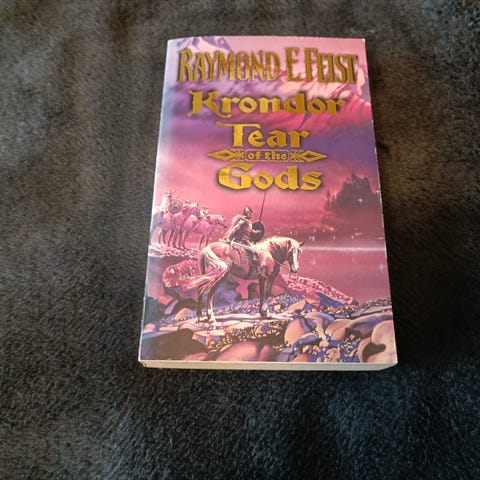 RAYMOND E. FEIST
Krondor
Tear
of the
Gods